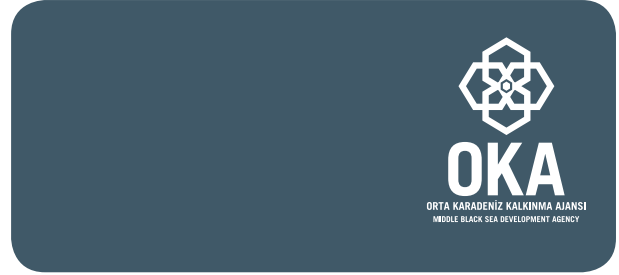 OKA
ORTA KARADENİZ KALKINMA AJANSI
MIDDLE BLACK SEA DEVELOPMENT AGENCY